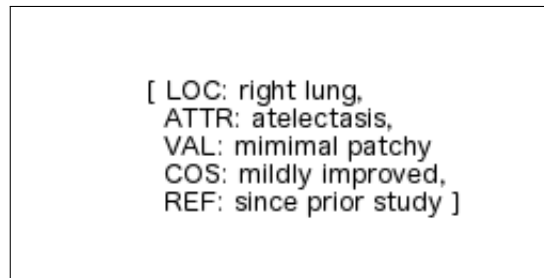 [ LOC: right lung,
ATTR: atelectasis,
VAL: mimimal patchy
COS: mildly improved,
REF: since prior study ]